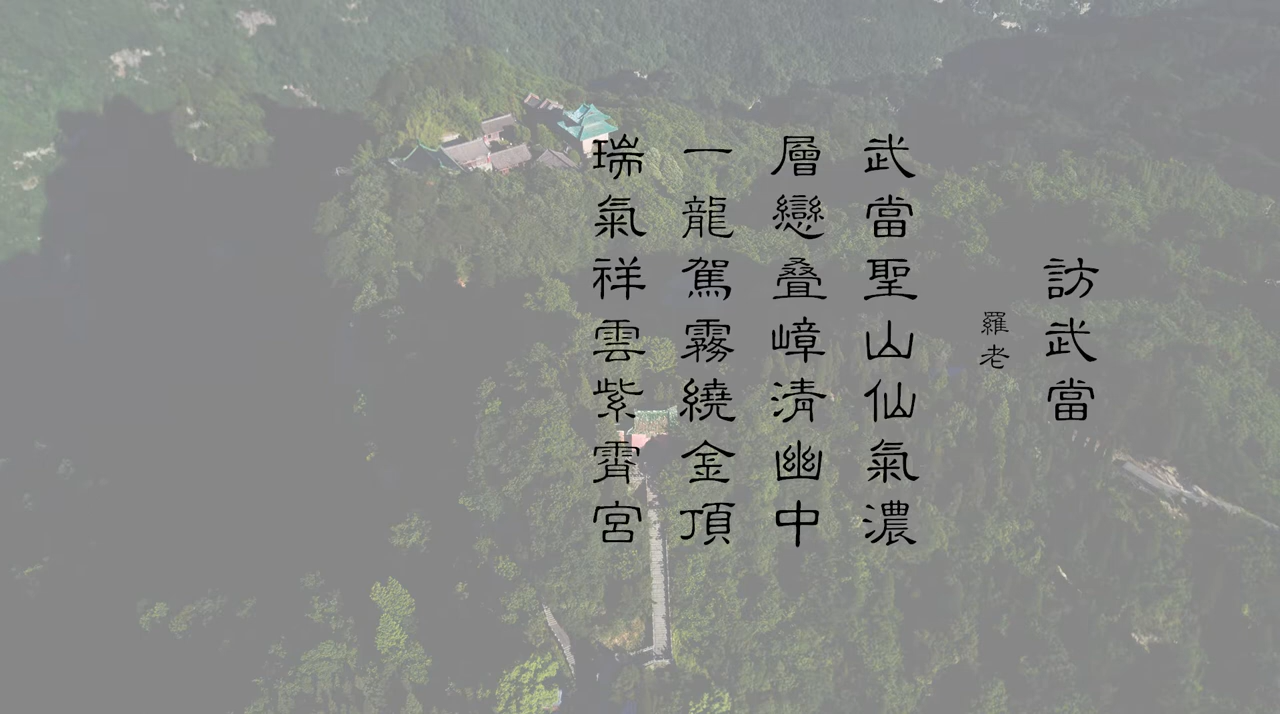 訪武當
羅老
武當聖山仙氣濃
層戀叠嶂清幽中
一龍駕霧繞金頂
瑞氣祥雲紫霄宮